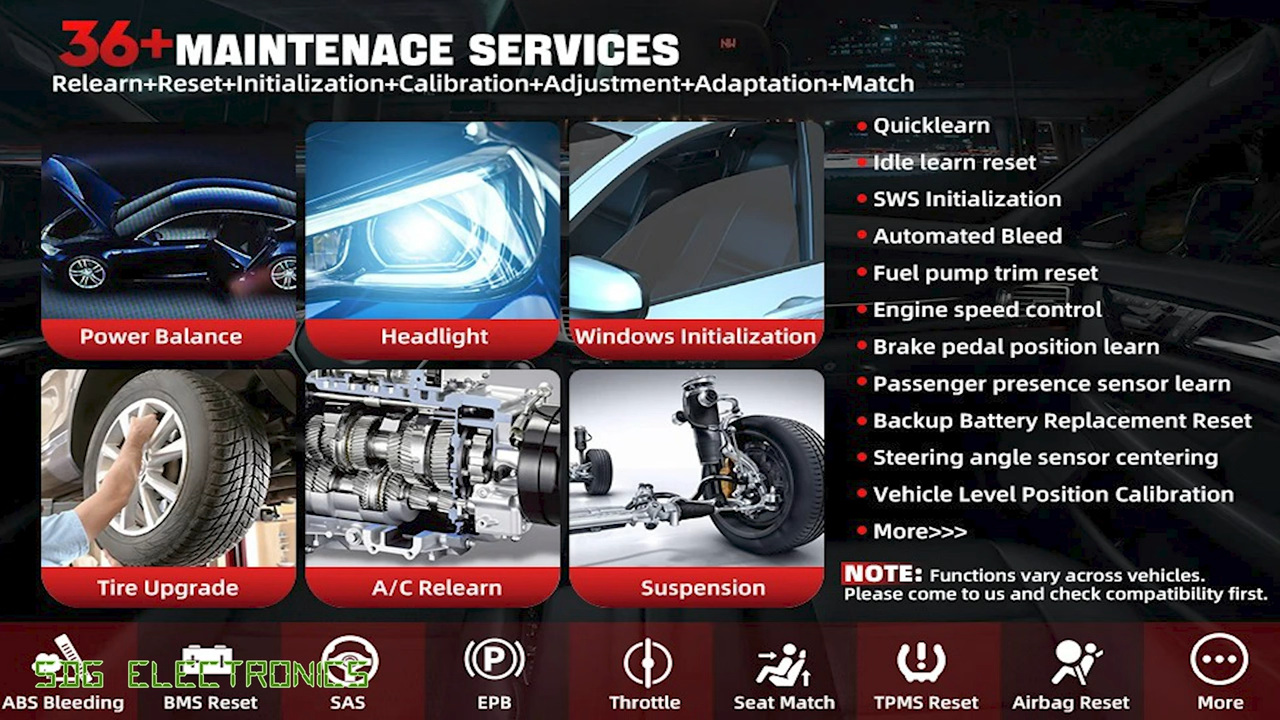 36+MAINTENACE SERVICES
Relearn+Reset+Initialization+Calibration+Adjustment+Adaptation+Match
Power Balance
Headlight
Windows Initialization
Tire Upgrade
A/C Relearn
Suspension
Quicklearn
Idle learn reset
SWS Initialization
Automated Bleed
Fuel pump trim reset
Engine speed control
Brake pedal position learn
Passenger presence sensor learn
Backup Battery Replacement Reset
Steering angle sensor centering
Vehicle Level Position Calibration
More>>>
NOTE: Functions vary across vehicles.
Please come to us and check compatibility first.
SDG ELECTRONICS
ABS Bleeding
BMS Reset
SAS
P
EPB
Throttle
Seat Match
TPMS Reset
Airbag Reset
More